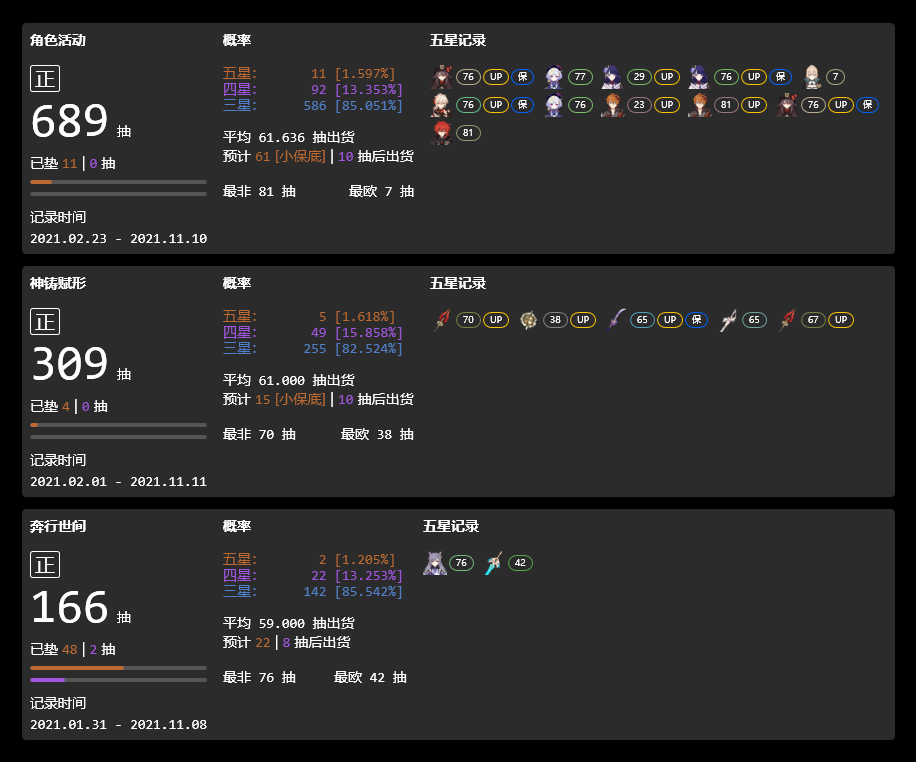 角色活动
正
689 抽
已垫 11 | 0 抽
记录时间
2021.02.23 - 2021.11.10
概率
五星: 11 [1.597%]
四星: 92 [13.353%]
三星: 586 [85.051%]
平均 61.636 抽出货
预计 61 [小保底] | 10 抽后出货
最非 81 抽 最欧 7 抽
五星记录
76 UP 保 77 29 UP 76 UP 保 7
76 UP 保 76 23 UP 81 UP 76 UP 保
81
神铸赋形
正
309 抽
已垫 4 | 0 抽
记录时间
2021.02.01 - 2021.11.11
概率
五星: 5 [1.618%]
四星: 49 [15.858%]
三星: 255 [82.524%]
平均 61.000 抽出货
预计 15 [小保底] | 10 抽后出货
最非 70 抽 最欧 38 抽
五星记录
70 UP 38 UP 65 UP 保 65 67 UP
奔行世间
正
166 抽
已垫 48 | 2 抽
记录时间
2021.01.31 - 2021.11.08
概率
五星: 2 [1.205%]
四星: 22 [13.253%]
三星: 142 [85.542%]
平均 59.000 抽出货
预计 22 | 8 抽后出货
最非 76 抽 最欧 42 抽
五星记录
76 42